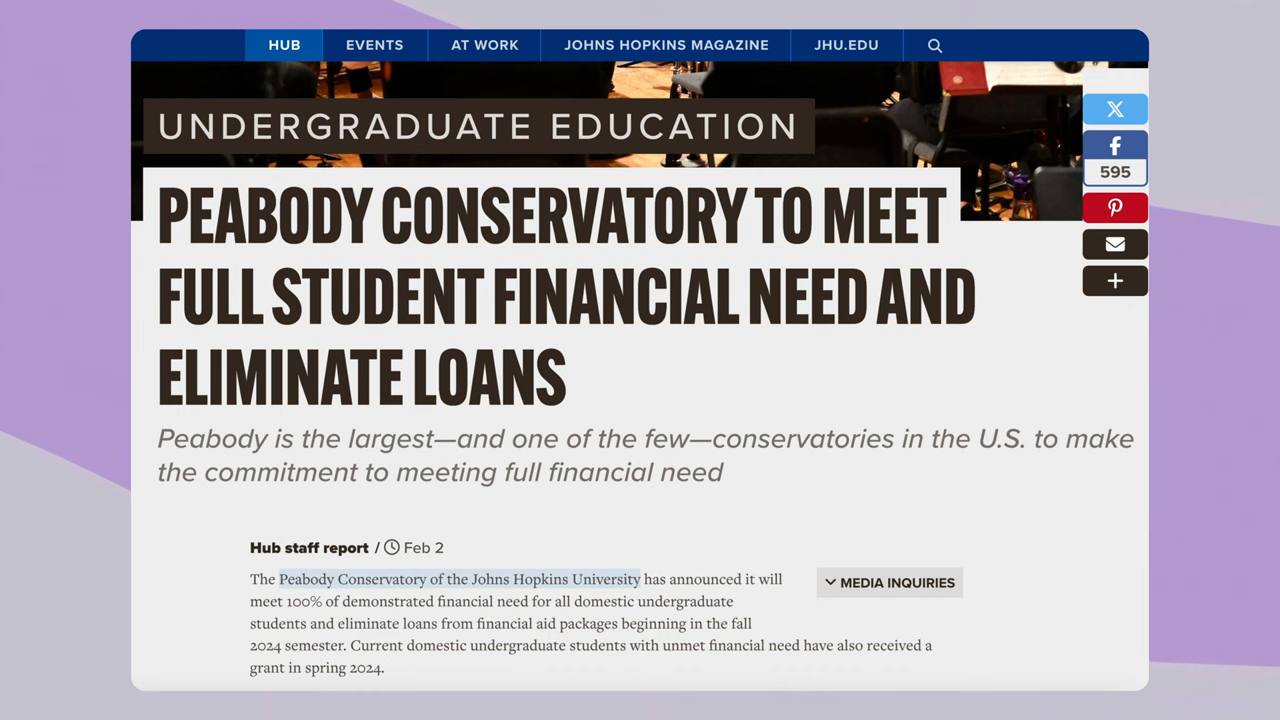 HUB EVENTS AT WORK JOHNS HOPKINS MAGAZINE JHU.EDU
UNDERGRADUATE EDUCATION
PEABODY CONSERVATORY TO MEET
FULL STUDENT FINANCIAL NEED AND
ELIMINATE LOANS
595
Peabody is the largest—and one of the few—conservatories in the U.S. to make
the commitment to meeting full financial need
Hub staff report / Feb 2
The Peabody Conservatory of the Johns Hopkins University has announced it will
meet 100% of demonstrated financial need for all domestic undergraduate
students and eliminate loans from financial aid packages beginning in the fall
2024 semester. Current domestic undergraduate students with unmet financial need have also received a
grant in spring 2024.
MEDIA INQUIRIES